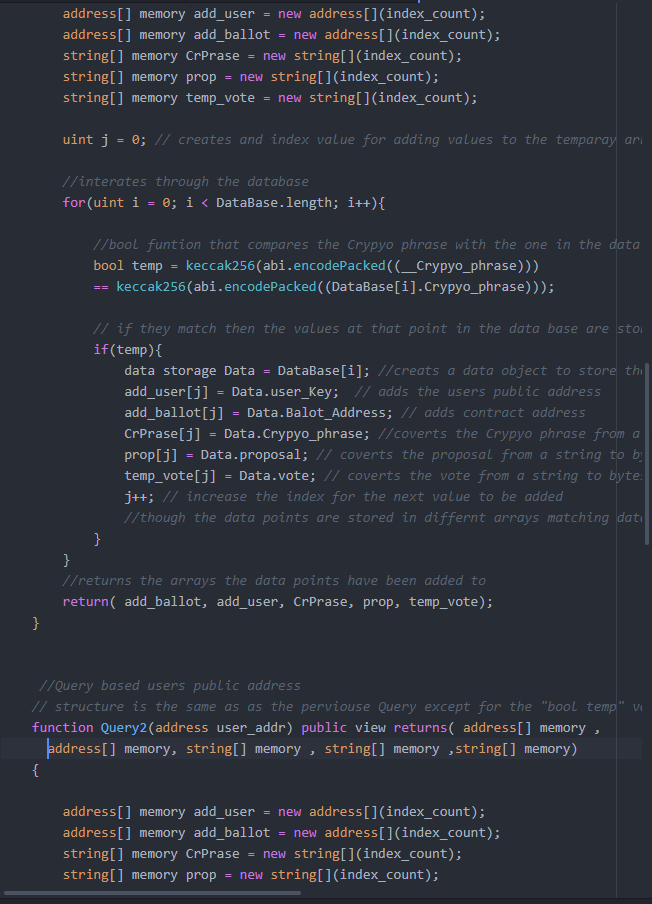 address[] memory add_user = new address[](index_count);
address[] memory add_ballot = new address[](index_count);
string[] memory CrPrase = new string[](index_count);
string[] memory prop = new string[](index_count);
string[] memory temp_vote = new string[](index_count);
uint j = 0; // creates and index value for adding values to the temparay
//interates through the database
for(uint i = 0; i < DataBase.length; i++){
//bool funtion that compares the Crypyo phrase with the one in the data
bool temp = keccak256(abi.encodePacked((__Crypyo_phrase)))
== keccak256(abi.encodePacked((DataBase[i].Crypyo_phrase)));
// if they match then the values at that point in the data base are
if(temp){
data storage Data = DataBase[i]; //creats a data object to store
add_user[j] = Data.user_Key; // adds the users public address
add_ballot[j] = Data.Balot_Address; // adds contract address
CrPrase[j] = Data.Crypyo_phrase; //coverts the Crypyo phrase from a
prop[j] = Data.proposal; // coverts the proposal from a string to
temp_vote[j] = Data.vote; // coverts the vote from a string to
j++; // increase the index for the next value to be added
//though the data points are stored in differnt arrays matching
}
}
//returns the arrays the data points have been added to
return( add_ballot, add_user, CrPrase, prop, temp_vote);
}
//Query based users public address
// structure is the same as as the perviouse Query except for the "bool temp"
function Query2(address user_addr) public view returns( address[] memory ,
address[] memory, string[] memory , string[] memory ,string[] memory)
{
address[] memory add_user = new address[](index_count);
address[] memory add_ballot = new address[](index_count);
string[] memory CrPrase = new string[](index_count);
string[] memory prop = new string[](index_count);